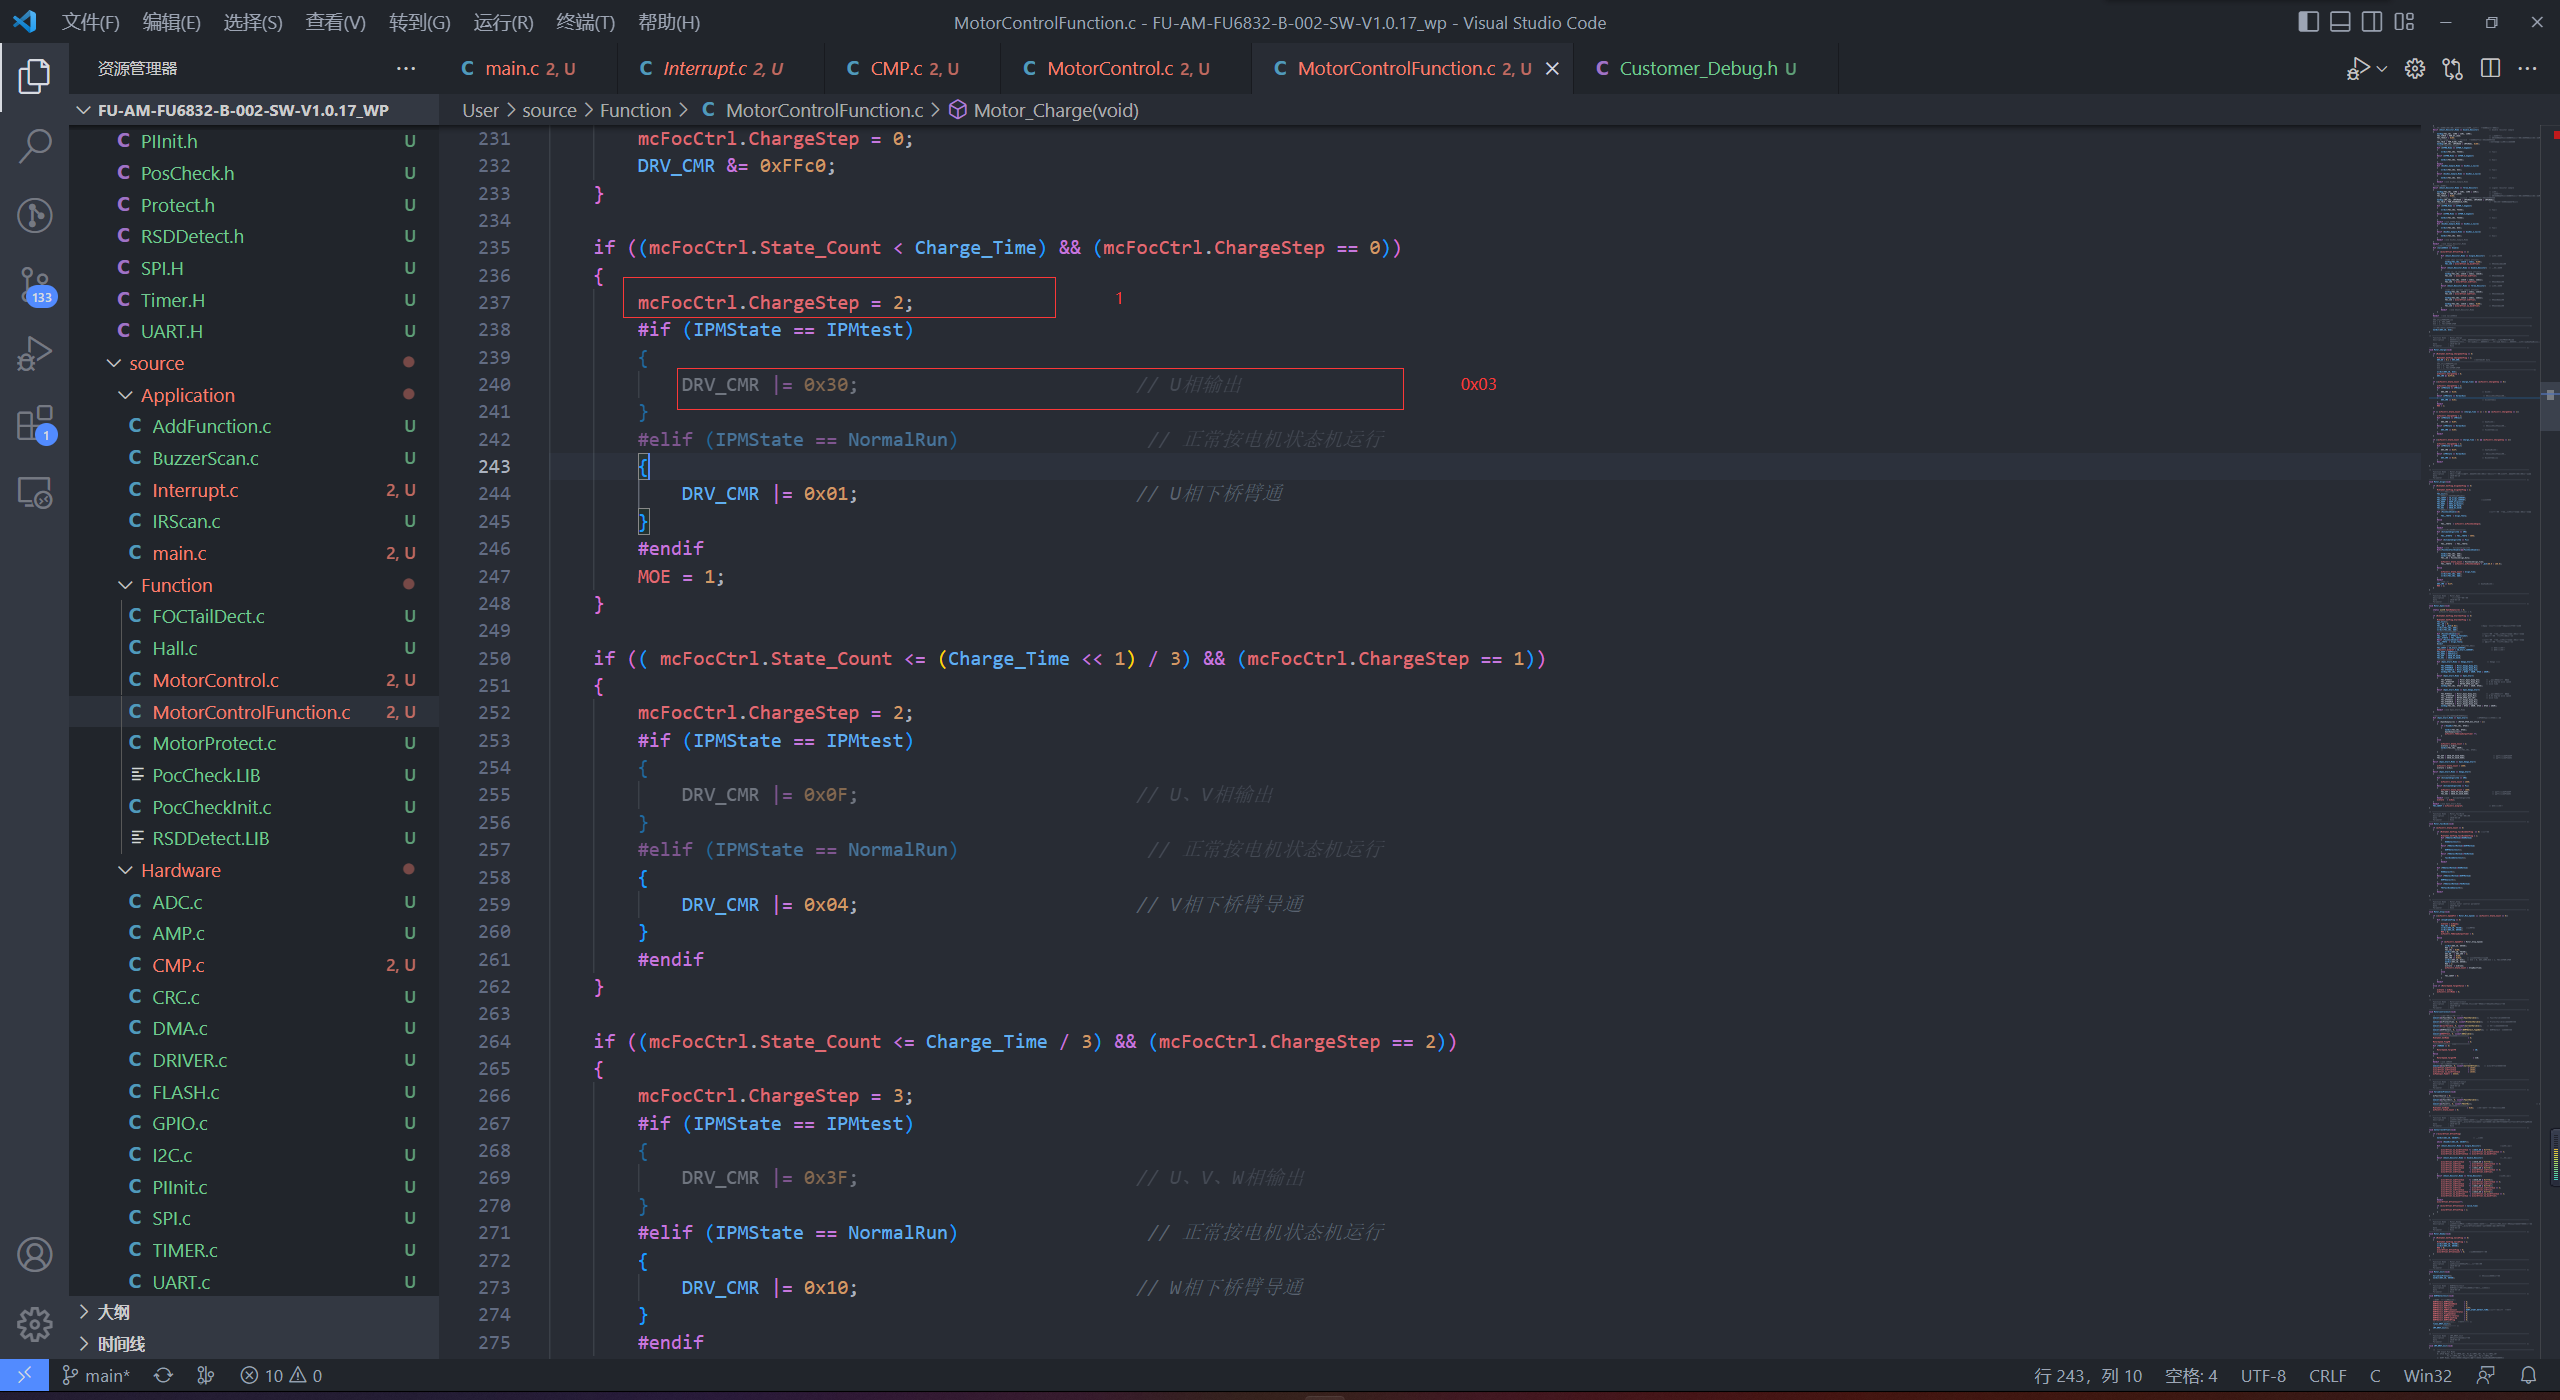 文件(F) 编辑(E) 选择(S) 查看(V) 转到(G) 运行(R) 终端(T) 帮助(H)
MotorControlFunction.c - FU-AM-FU6832-B-002-SW-V1.0.17_wp - Visual Studio Code
资源管理器
C main.c 2, U
C Interrupt.c 2, U
C CMP.c 2, U
C MotorControl.c 2, U
C MotorControlFunction.c 2, U
C Customer_Debug.h U
FU-AM-FU6832-B-002-SW-V1.0.17_WP
User > source > Function > C MotorControlFunction.c > Motor_Charge(void)
C PIInit.h U
C PosCheck.h U
C Protect.h U
C RSDDetect.h U
C SPI.H U
C Timer.H U
C UART.H U
source
Application
C AddFunction.c U
C BuzzerScan.c U
C Interrupt.c 2, U
C IRScan.c U
C main.c 2, U
Function
C FOCTailDect.c U
C Hall.c U
C MotorControl.c 2, U
C MotorControlFunction.c 2, U
C MotorProtect.c U
PocCheck.LIB U
C PocCheckInit.c U
RSDDetect.LIB U
Hardware
C ADC.c U
C AMP.c U
C CMP.c 2, U
C CRC.c U
C DMA.c U
C DRIVER.c U
C FLASH.c U
C GPIO.c U
C I2C.c U
C PIInit.c U
C SPI.c U
C TIMER.c U
C UART.c U
大纲
时间线
133
1
231 mcFocCtrl.ChargeStep = 0;
232 DRV_CMR &= 0xFFc0;
233 }
234
235 if ((mcFocCtrl.State_Count < Charge_Time) && (mcFocCtrl.ChargeStep == 0))
236 {
237 mcFocCtrl.ChargeStep = 2; 1
238 #if (IPMState == IPMtest)
239 {
240 DRV_CMR |= 0x30; // U相输出 0x03
241 }
242 #elif (IPMState == NormalRun) // 正常按电机状态机运行
243 {
244 DRV_CMR |= 0x01; // U相下桥臂通
245 }
246 #endif
247 MOE = 1;
248 }
249
250 if (( mcFocCtrl.State_Count <= (Charge_Time << 1) / 3) && (mcFocCtrl.ChargeStep == 1))
251 {
252 mcFocCtrl.ChargeStep = 2;
253 #if (IPMState == IPMtest)
254 {
255 DRV_CMR |= 0x0F; // U、V相输出
256 }
257 #elif (IPMState == NormalRun) // 正常按电机状态机运行
258 {
259 DRV_CMR |= 0x04; // V相下桥臂导通
260 }
261 #endif
262 }
263
264 if ((mcFocCtrl.State_Count <= Charge_Time / 3) && (mcFocCtrl.ChargeStep == 2))
265 {
266 mcFocCtrl.ChargeStep = 3;
267 #if (IPMState == IPMtest)
268 {
269 DRV_CMR |= 0x3F; // U、V、W相输出
270 }
271 #elif (IPMState == NormalRun) // 正常按电机状态机运行
272 {
273 DRV_CMR |= 0x10; // W相下桥臂导通
274 }
275 #endif
main* 10 0
行 243，列 10 空格: 4 UTF-8 CRLF C Win32